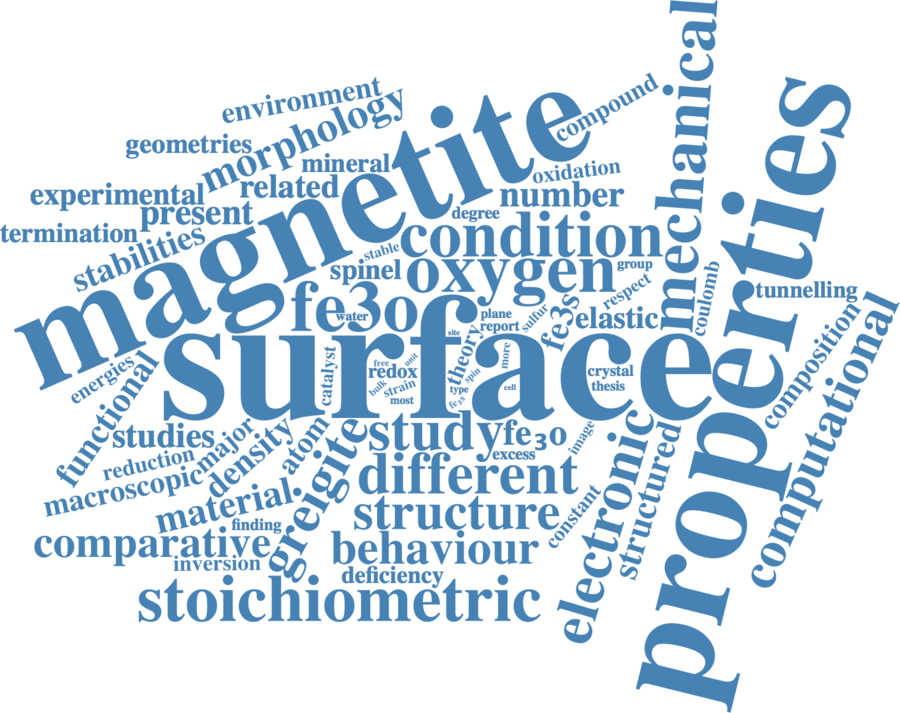 environment
morphology
geometries
compound
mechanical
properties
magnetite
mineral
oxidation
experimental
related
number
present
degree
termination
condition
stabilities
stable
spinel
oxygen
group
respect
coulomb
tunnelling
fe3o
water
plane
report
sulfur
fe3s
elastic
surface
site
theory
more
energies
functional
catalyst
free
unit
redox
bulk
strain
most
spin
type
cell
fe3s
crystal
thesis
composition
computational
studies
major
density
atom
greigite
study
fe3o
image
excess
electronic
structured
reduction
macroscopic
different
material
finding
structure
constant
comparative
inversion
behaviour
deficiency
stoichiometric